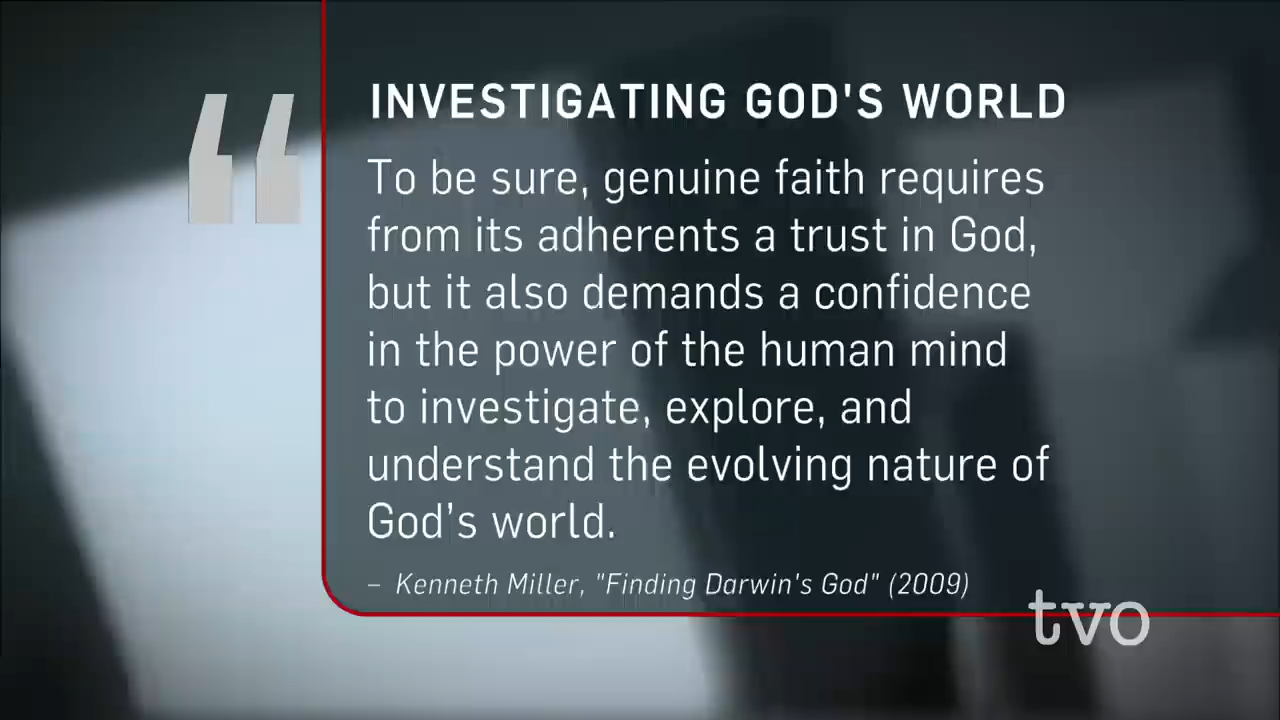 “
INVESTIGATING GOD'S WORLD
To be sure, genuine faith requires
from its adherents a trust in God,
but it also demands a confidence
in the power of the human mind
to investigate, explore, and
understand the evolving nature of
God’s world.
– Kenneth Miller, "Finding Darwin's God" (2009)
tvo